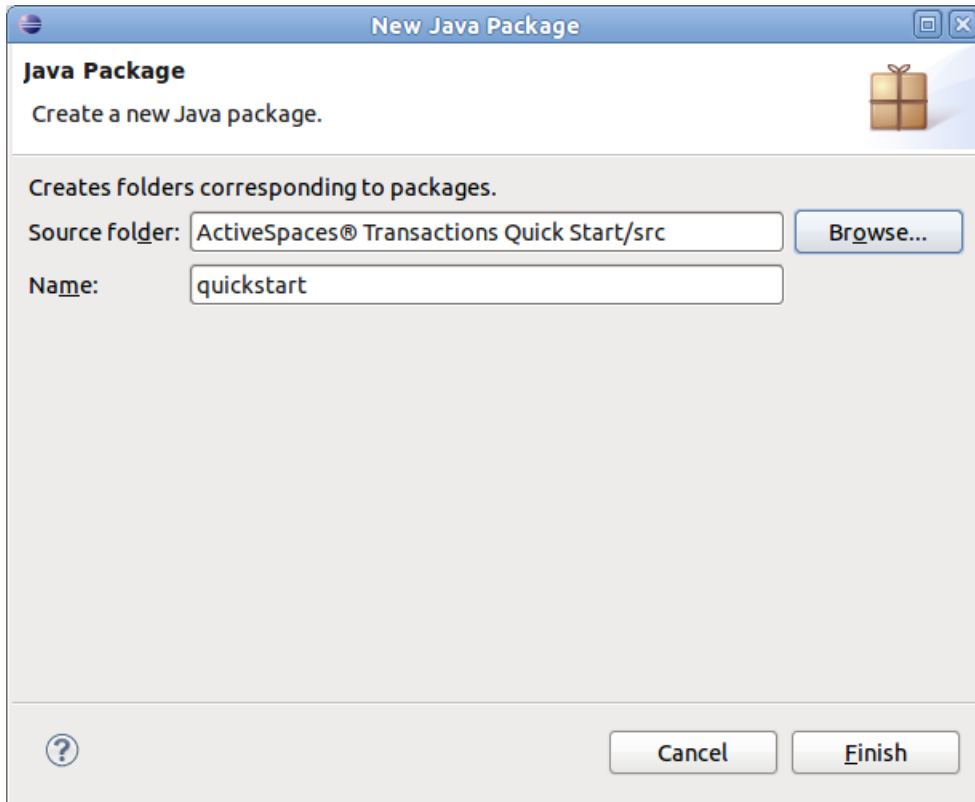 New Java Package
Java Package
Create a new Java package.
Creates folders corresponding to packages.
Source folder: ActiveSpaces® Transactions Quick Start/src Browse...
Name: quickstart
? Cancel Finish